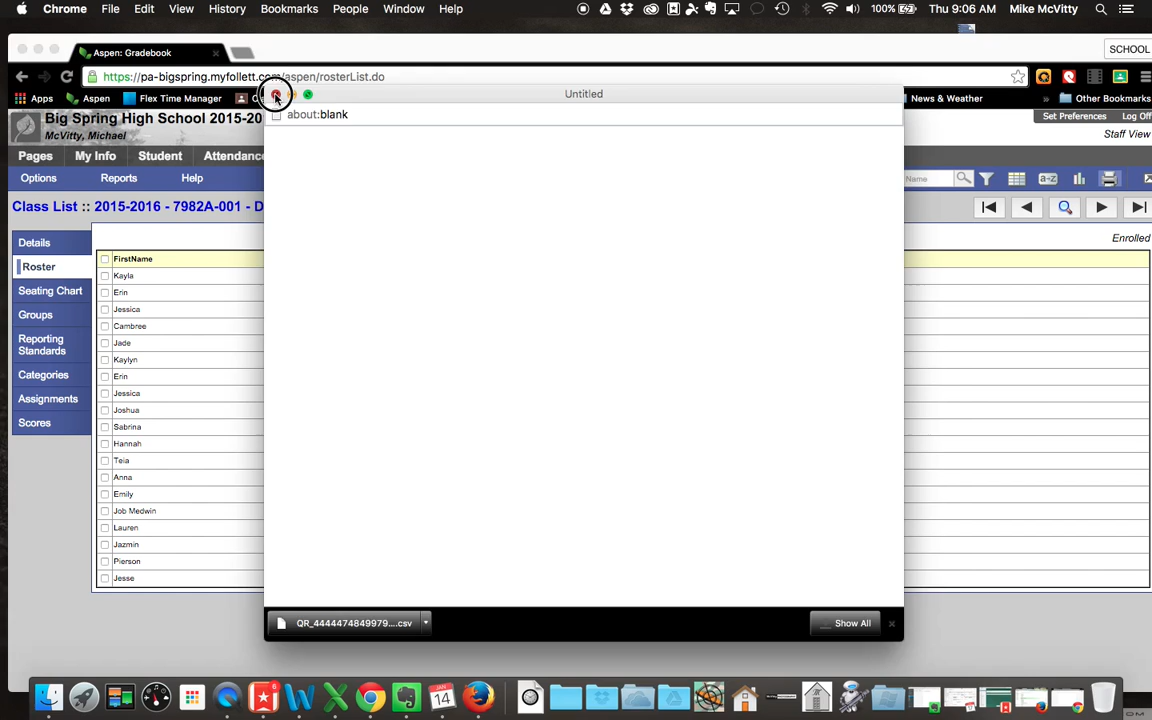 Chrome File Edit View History Bookmarks People Window Help 100% Thu 9:06 AM Mike McVitty
Aspen: Gradebook
SCHOOL
https://pa-bigspring.myfollett.com/aspen/rosterList.do
Apps Aspen Flex Time Manager News & Weather » Other Bookmarks
Untitled
about:blank
Big Spring High School 2015-20
McVitty, Michael
Set Preferences Log Off
Staff View
Pages My Info Student Attendanc
Options Reports Help
Name
Class List :: 2015-2016 - 7982A-001 - D
Enrolled
Details
Roster
Seating Chart
Groups
Reporting
Standards
Categories
Assignments
Scores
FirstName
Kayla
Erin
Jessica
Cambree
Jade
Kaylyn
Erin
Jessica
Joshua
Sabrina
Hannah
Teia
Anna
Emily
Job Medwin
Lauren
Jazmin
Pierson
Jesse
QR_4444474849979....csv
Show All